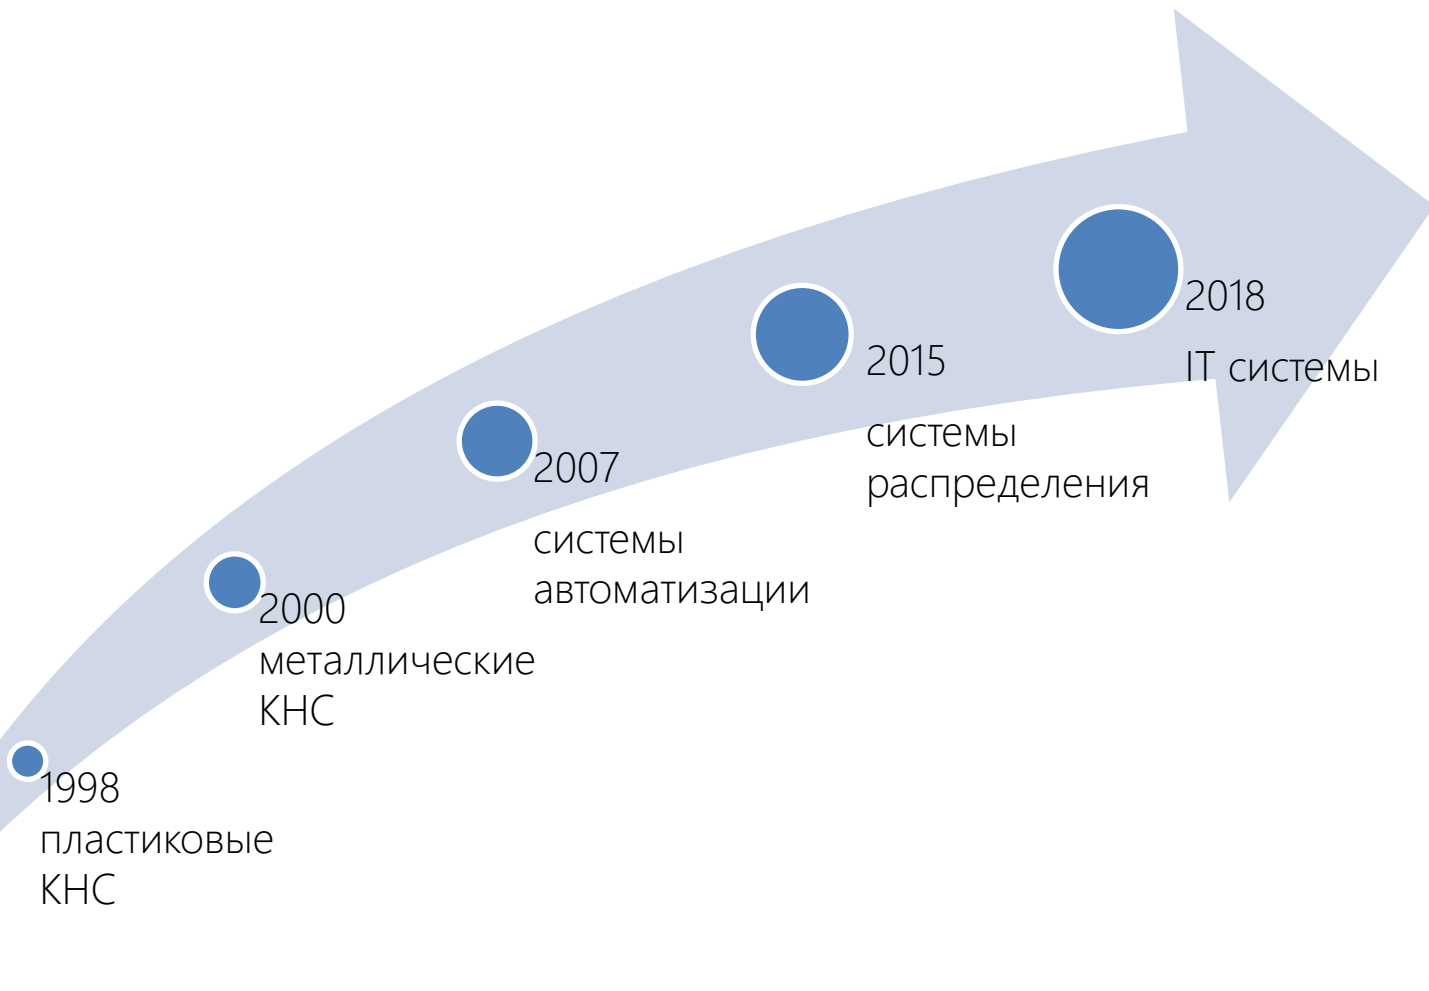 1998
пластиковые
КНС
2000
металлические
КНС
2007
системы
автоматизации
2015
системы
распределения
2018
IT системы